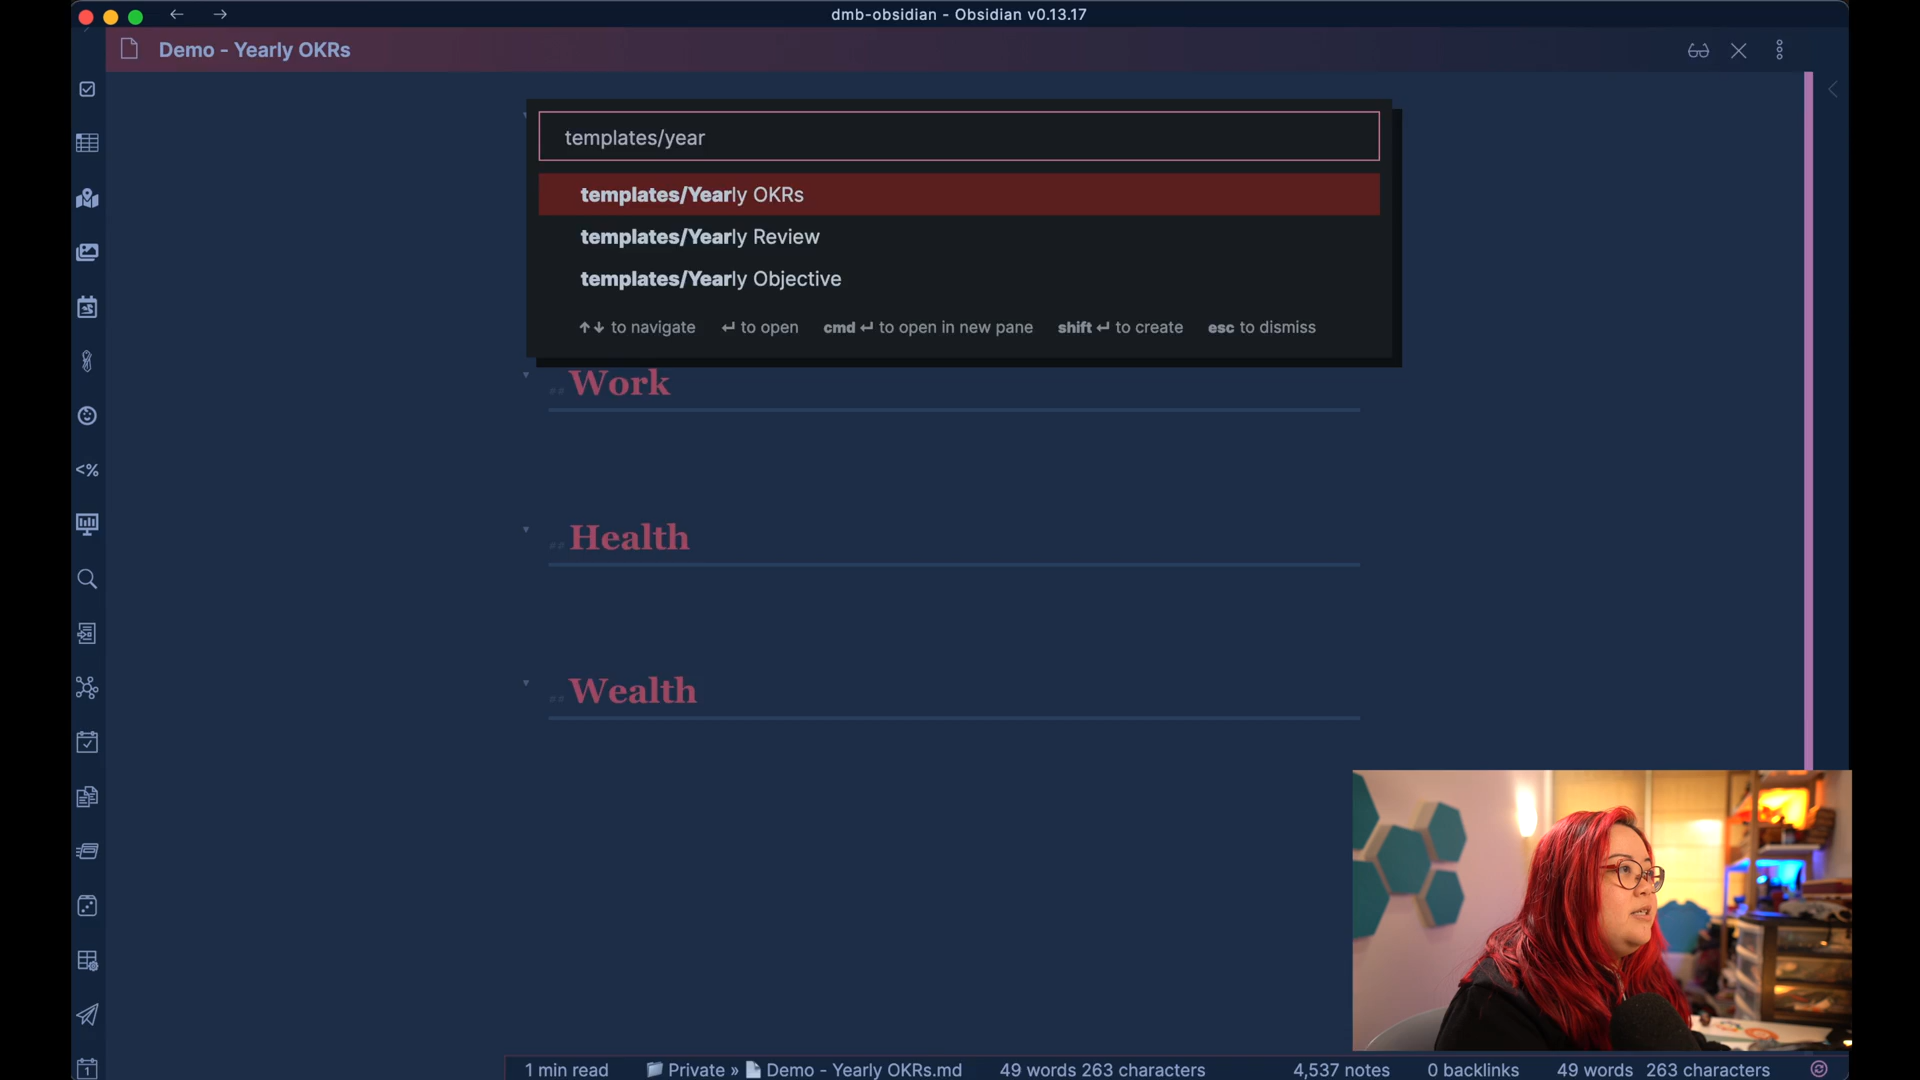 dmb-obsidian - Obsidian v0.13.17
Demo - Yearly OKRs
templates/year
templates/Yearly OKRs
templates/Yearly Review
templates/Yearly Objective
↑↓ to navigate ↵ to open cmd ↵ to open in new pane shift ↵ to create esc to dismiss
## Work
## Health
## Wealth
<%
1
1 min read Private » Demo - Yearly OKRs.md 49 words 263 characters 4,537 notes 0 backlinks 49 words 263 characters